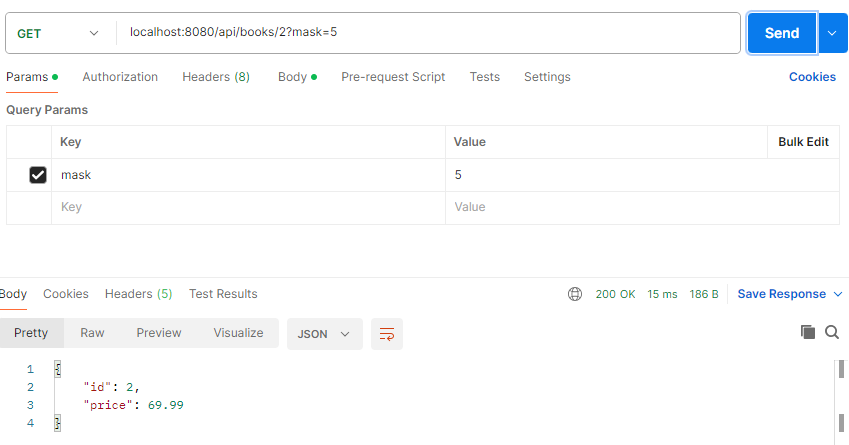 GET localhost:8080/api/books/2?mask=5 Send
Params Authorization Headers (8) Body Pre-request Script Tests Settings Cookies
Query Params
Key Value Bulk Edit
mask 5
Key Value
Body Cookies Headers (5) Test Results 200 OK 15 ms 186 B Save Response
Pretty Raw Preview Visualize JSON
1 {
2 "id": 2,
3 "price": 69.99
4 }